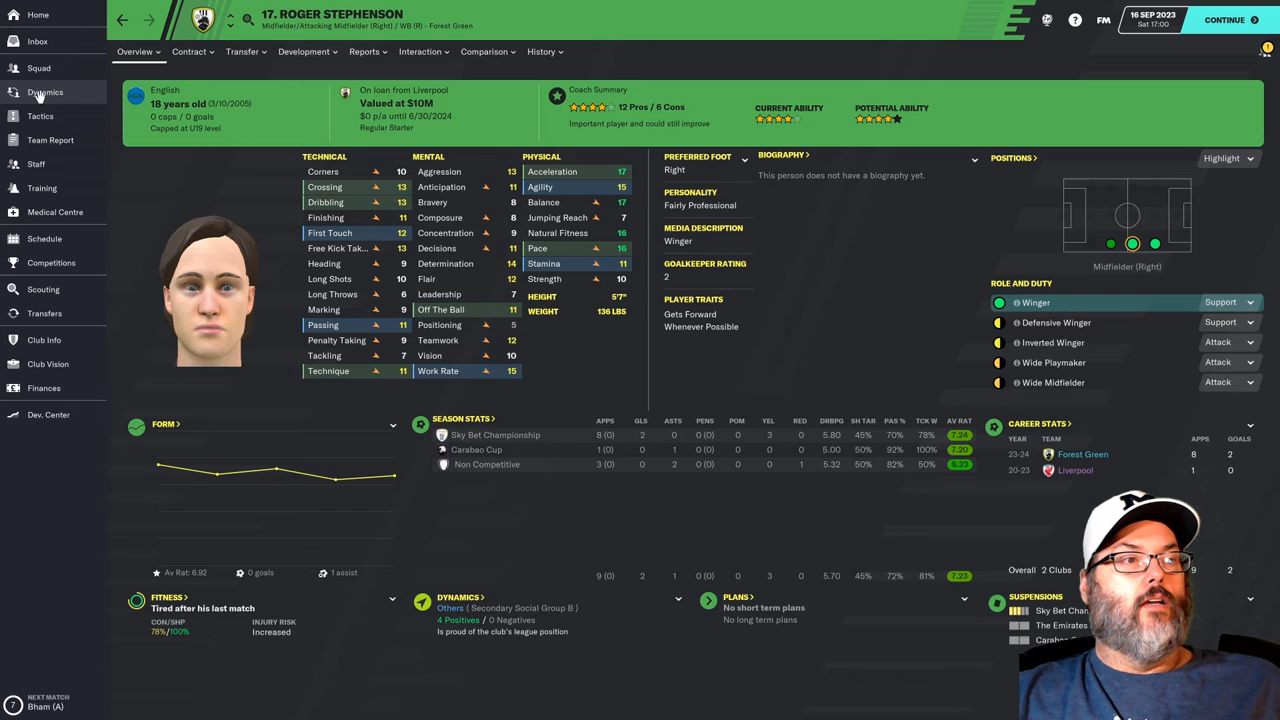 Home
Inbox
Squad
Dynamics
Tactics
Team Report
Staff
Training
Medical Centre
Schedule
Competitions
Scouting
Transfers
Club Info
Club Vision
Finances
Dev. Center
NEXT MATCH
7 Bham (A)
17. ROGER STEPHENSON
Midfielder/Attacking Midfielder (Right) / WB (R) - Forest Green
FM
16 SEP 2023
Sat 17:00
CONTINUE
Overview
Contract
Transfer
Development
Reports
Interaction
Comparison
History
1
English
18 years old (3/10/2005)
0 caps / 0 goals
Capped at U19 level
On loan from Liverpool
Valued at $10M
$0 p/a until 6/30/2024
Regular Starter
Coach Summary
12 Pros / 6 Cons
Important player and could still improve
CURRENT ABILITY
POTENTIAL ABILITY
TECHNICAL
Corners 10
Crossing 13
Dribbling 13
Finishing 11
First Touch 12
Free Kick Tak... 13
Heading 9
Long Shots 10
Long Throws 6
Marking 9
Passing 11
Penalty Taking 9
Tackling 7
Technique 11
MENTAL
Aggression 13
Anticipation 11
Bravery 8
Composure 8
Concentration 9
Decisions 11
Determination 14
Flair 12
Leadership 7
Off The Ball 11
Positioning 5
Teamwork 12
Vision 10
Work Rate 15
PHYSICAL
Acceleration 17
Agility 15
Balance 17
Jumping Reach 7
Natural Fitness 16
Pace 16
Stamina 11
Strength 10
HEIGHT 5'7"
WEIGHT 136 LBS
PREFERRED FOOT
Right
PERSONALITY
Fairly Professional
MEDIA DESCRIPTION
Winger
GOALKEEPER RATING
2
PLAYER TRAITS
Gets Forward
Whenever Possible
BIOGRAPHY
This person does not have a biography yet.
POSITIONS
Highlight
Midfielder (Right)
ROLE AND DUTY
Winger Support
Defensive Winger Support
Inverted Winger Attack
Wide Playmaker Attack
Wide Midfielder Attack
FORM
Av Rat: 6.92 0 goals 1 assist
SEASON STATS APPS GLS ASTS PENS POM YEL RED DRBPG SH TAR PAS % TCK W AV RAT
Sky Bet Championship 8 (0) 2 0 0 (0) 0 3 0 5.80 45% 70% 78% 7.24
Carabao Cup 1 (0) 0 1 0 (0) 0 0 0 5.00 50% 92% 100% 7.20
Non Competitive 3 (0) 0 2 0 (0) 0 0 1 5.32 50% 82% 50% 8.23
9 (0) 2 1 0 (0) 0 3 0 5.70 45% 72% 81% 7.23
CAREER STATS
YEAR TEAM APPS GOALS
23-24 Forest Green 8 2
20-23 Liverpool 1 0
Overall 2 Clubs 9 2
FITNESS
Tired after his last match
CON/SHP
78%/100%
INJURY RISK
Increased
DYNAMICS
Others ( Secondary Social Group B )
4 Positives / 0 Negatives
Is proud of the club's league position
PLANS
No short term plans
No long term plans
SUSPENSIONS
Sky Bet Cham
The Emirates
Caraba